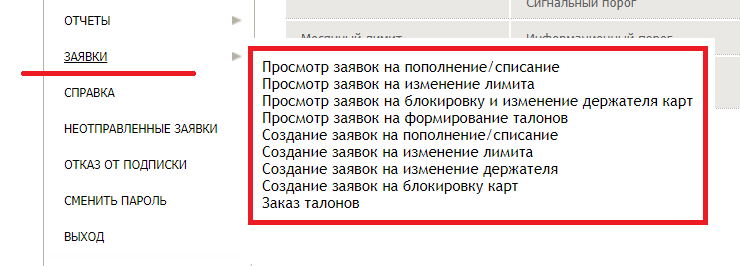 Сигнальный порог
ОТЧЕТЫ
Месячный лимит
Информационный порог
ЗАЯВКИ
Просмотр заявок на пополнение/списание
Просмотр заявок на изменение лимита
Просмотр заявок на блокировку и изменение держателя карт
Просмотр заявок на формирование талонов
Создание заявок на пополнение/списание
Создание заявок на изменение лимита
Создание заявок на изменение держателя
Создание заявок на блокировку карт
Заказ талонов
СПРАВКА
НЕОТПРАВЛЕННЫЕ ЗАЯВКИ
ОТКАЗ ОТ ПОДПИСКИ
СМЕНИТЬ ПАРОЛЬ
ВЫХОД